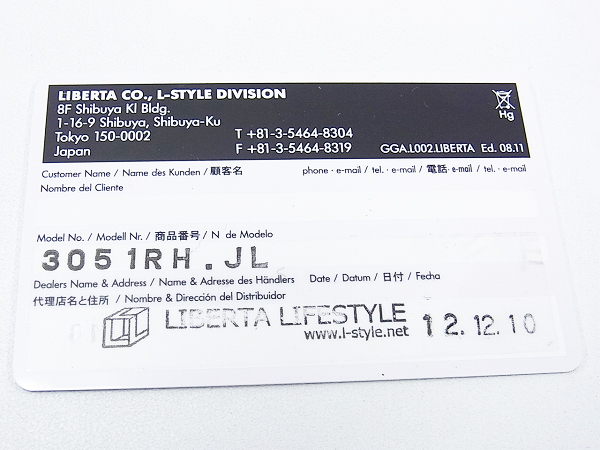 LIBERTA CO., L-STYLE DIVISION
8F Shibuya KI Bldg.
1-16-9 Shibuya, Shibuya-Ku
Tokyo 150-0002 T +81-3-5464-8304
Japan F +81-3-5464-8319 GGA.L002.LIBERTA Ed. 08.11
Hg
Customer Name / Name des Kunden / 顧客名 phone · e-mail / tel. · e-mail / 電話· e-mail / tel. · e-mail
Nombre del Cliente
Model No. / Modell Nr. / 商品番号 / N de Modelo
3051RH.JL
Dealers Name & Address / Name & Adresse des Händlers Date / Datum / 日付 / Fecha
代理店名と住所 / Nombre & Dirección del Distribuidor
LIBERTA LIFESTYLE
www.l-style.net 12.12.10